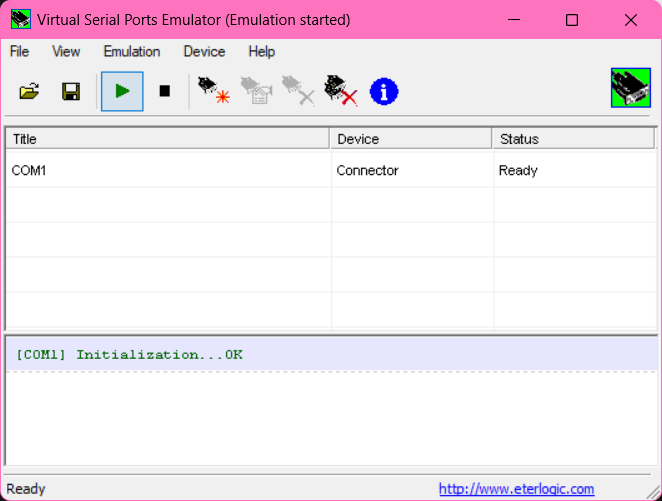 Virtual Serial Ports Emulator (Emulation started)
File View Emulation Device Help
Title Device Status
COM1 Connector Ready
[COM1] Initialization...OK
Ready http://www.eterlogic.com